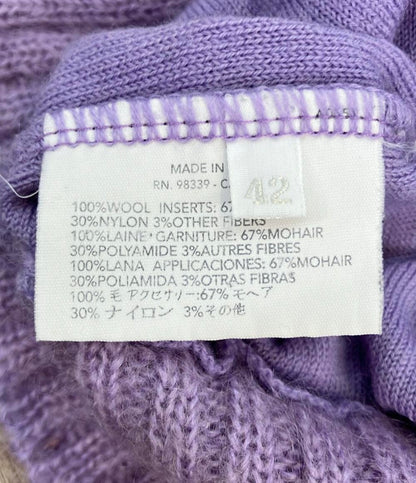 MADE IN
RN. 98339 - C
42
100%WOOL INSERTS: 67
30%NYLON 3%OTHER FIBERS
100%LAINE GARNITURE: 67%MOHAIR
30%POLYAMIDE 3%AUTRES FIBRES
100%LANA APPLICACIONES: 67%MOHAIR
30%POLIAMIDA 3%OTRAS FIBRAS
100% 毛 アクセサリー:67% モヘア
30% ナイロン 3%その他